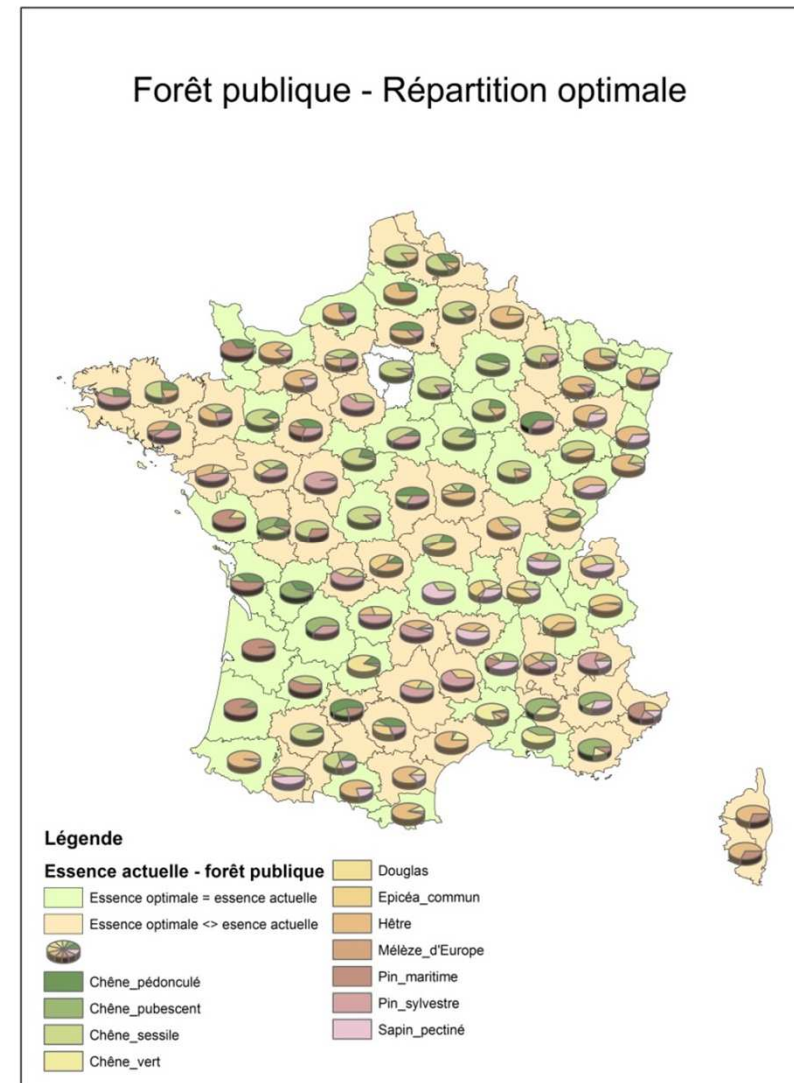 Forêt publique - Répartition optimale
Légende
Essence actuelle - forêt publique
Essence optimale = essence actuelle
Essence optimale <> esence actuelle
Chêne_pédonculé
Chêne_pubescent
Chêne_sessile
Chêne_vert
Douglas
Epicéa_commun
Hêtre
Mélèze_d'Europe
Pin_maritime
Pin_sylvestre
Sapin_pectiné